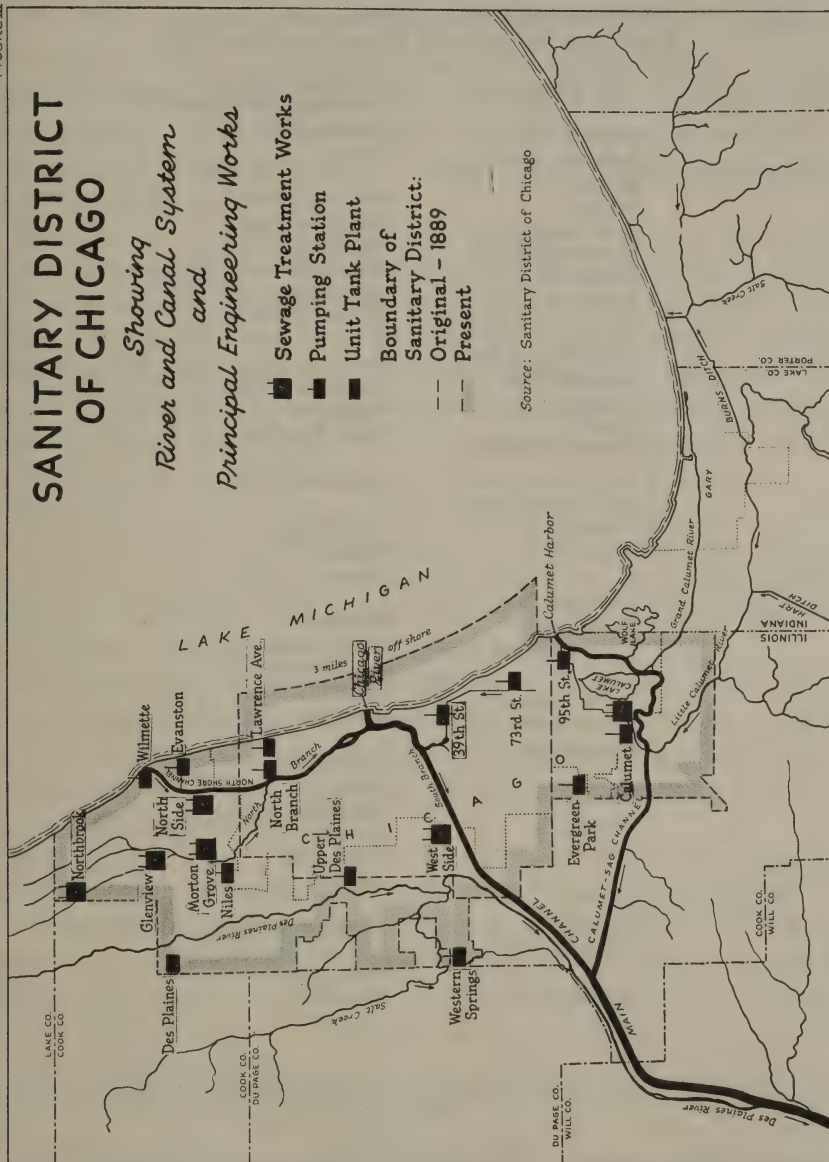 SANITARY DISTRICT
OF CHICAGO
Showing
River and Canal System
and
Principal Engineering Works
Sewage Treatment Works
Pumping Station
Unit Tank Plant
Boundary of
Sanitary District:
Original - 1889
Present
Source: Sanitary District of Chicago
LAKE MICHIGAN
3 miles off shore
LAKE CO.
COOK CO.
Northbrook
Wilmette
Evanston
Glenview
North
Side
NORTH SHORE CHANNEL
Lawrence Ave.
Morton
Grove
Niles
North
Branch
North
Branch
Des Plaines
Des Plaines River
COOK CO.
DU PAGE CO.
Upper
Des Plaines
Chicago
River
C H I C A G O
Salt Creek
West
Side
South Branch
39th St.
73rd St.
Western
Springs
Calumet Harbor
95th St.
Evergreen
Park
LAKE
CALUMET
WOLF
LAKE
Calumet
CALUMET-SAG CHANNEL
MAIN CHANNEL
DU PAGE CO.
WILL CO.
Des Plaines River
COOK CO.
WILL CO.
Little Calumet River
Grand Calumet River
GARY
ILLINOIS
INDIANA
HART
DITCH
BURNS DITCH
LAKE CO.
PORTER CO.
Salt Creek